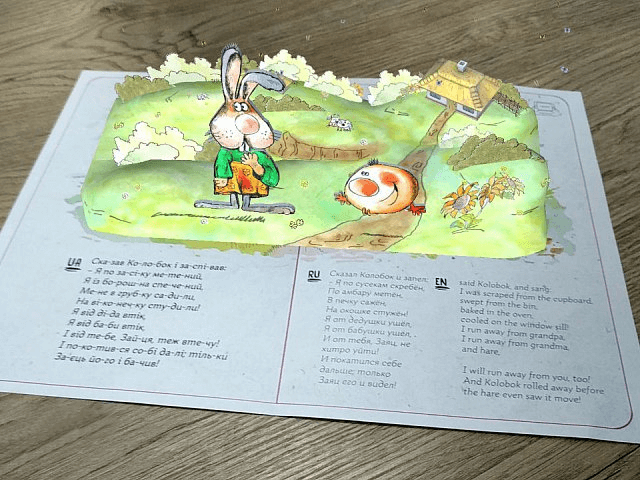 UA
Ска-зав Ко-ло-бок і за-спі-вав:
- Я по за-сі-ку ме-те-ний,
Я із бо-рош-на спе-че-ний,
Ме-не в груб-ку са-ди-ли,
На ві-ко-неч-ку сту-ди-ли!
Я від ді-да втік,
Я від ба-би втік,
І від те-бе, Зай-ця, теж вте-чу!
І по-ко-тив-ся со-бі да-лі; тіль-ки
За-єць йо-го і ба-чив!
RU
Сказал Колобок и запел:
- Я по сусекам скребён,
По амбару метён,
В печку сажён,
На окошке стужён!
Я от дедушки ушел,
Я от бабушки ушел,
И от тебя, Заяц, не
хитро уйти!
И покатился себе
дальше; только
Заяц его и видел!
EN
said Kolobok, and sang:
I was scraped from the cupboard,
swept from the bin,
baked in the oven,
cooled on the window sill!
I run away from grandpa,
I run away from grandma,
and hare,
I will run away from you, too!
And Kolobok rolled away before
the hare even saw it move!